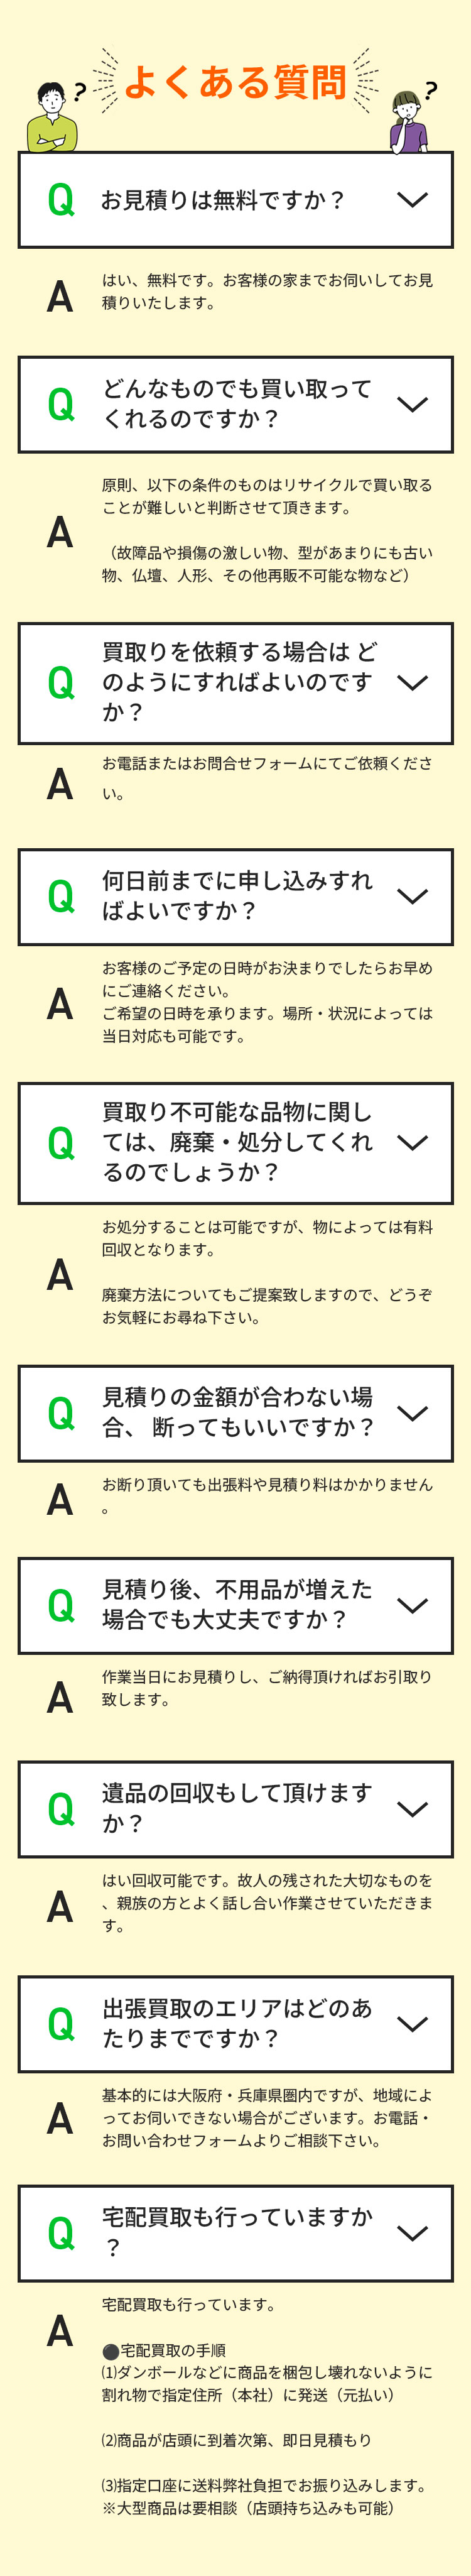 よくある質問
?
?
Q
お見積りは無料ですか？
A
はい、無料です。お客様の家までお伺いしてお見
積りいたします。
Q
どんなものでも買い取って
くれるのですか？
A
原則、以下の条件のものはリサイクルで買い取る
ことが難しいと判断させて頂きます。
（故障品や損傷の激しい物、型があまりにも古い
物、仏壇、人形、その他再販不可能な物など）
Q
買取りを依頼する場合は ど
のようにすればよいのです
か？
A
お電話またはお問合せフォームにてご依頼くださ
い。
Q
何日前までに申し込みすれ
ばよいですか？
A
お客様のご予定の日時がお決まりでしたらお早め
にご連絡ください。
ご希望の日時を承ります。場所・状況によっては
当日対応も可能です。
Q
買取り不可能な品物に関し
ては、廃棄・処分してくれ
るのでしょうか？
A
お処分することは可能ですが、物によっては有料
回収となります。
廃棄方法についてもご提案致しますので、どうぞ
お気軽にお尋ね下さい。
Q
見積りの金額が合わない場
合、 断ってもいいですか？
A
お断り頂いても出張料や見積り料はかかりません
。
Q
見積り後、不用品が増えた
場合でも大丈夫ですか？
A
作業当日にお見積りし、ご納得頂ければお引取り
致します。
Q
遺品の回収もして頂けます
か？
A
はい回収可能です。故人の残された大切なものを
、親族の方とよく話し合い作業させていただきま
す。
Q
出張買取のエリアはどのあ
たりまでですか？
A
基本的には大阪府・兵庫県圏内ですが、地域によ
ってお伺いできない場合がございます。お電話・
お問い合わせフォームよりご相談下さい。
Q
宅配買取も行っていますか
？
A
宅配買取も行っています。
⚫宅配買取の手順
⑴ダンボールなどに商品を梱包し壊れないように
割れ物で指定住所（本社）に発送（元払い）
⑵商品が店頭に到着次第、即日見積もり
⑶指定口座に送料弊社負担でお振り込みします。
※大型商品は要相談（店頭持ち込みも可能）